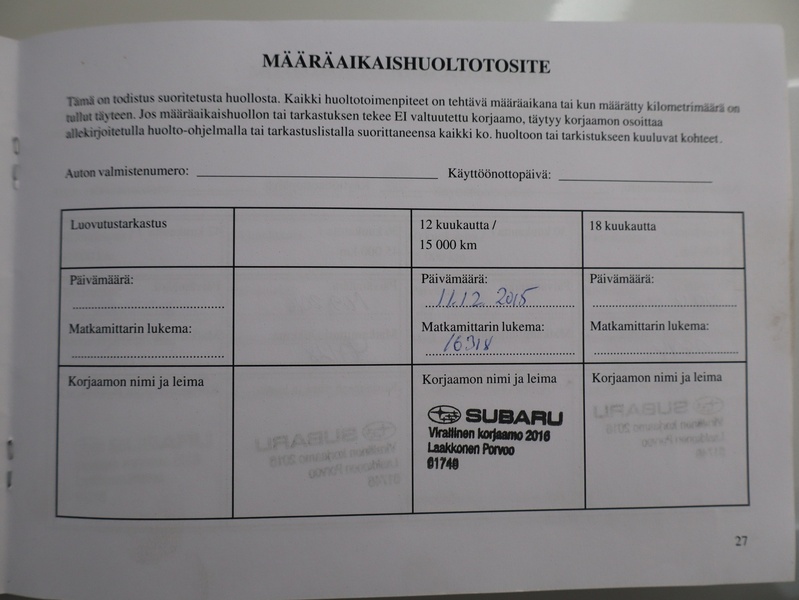 MÄÄRÄAIKAISHUOLTOTOSITE
Tämä on todistus suoritetusta huollosta. Kaikki huoltotoimenpiteet on tehtävä määräaikana tai kun määrätty kilometrimäärä on
tullut täyteen. Jos määräaikaishuollon tai tarkastuksen tekee EI valtuutettu korjaamo, täytyy korjaamon osoittaa
allekirjoitetulla huolto-ohjelmalla tai tarkastuslistalla suorittaneensa kaikki ko. huoltoon tai tarkistukseen kuuluvat kohteet.
Auton valmistenumero: Käyttöönottopäivä:
Luovutustarkastus
12 kuukautta /
15 000 km
18 kuukautta
Päivämäärä:
Matkamittarin lukema:
Päivämäärä:
11.12 2015
Matkamittarin lukema:
Päivämäärä:
Matkamittarin lukema:
Korjaamon nimi ja leima
Korjaamon nimi ja leima
SUBARU
Virallinen korjaamo 2016
Laakkonen Porvoo
01740
Korjaamon nimi ja leima
27